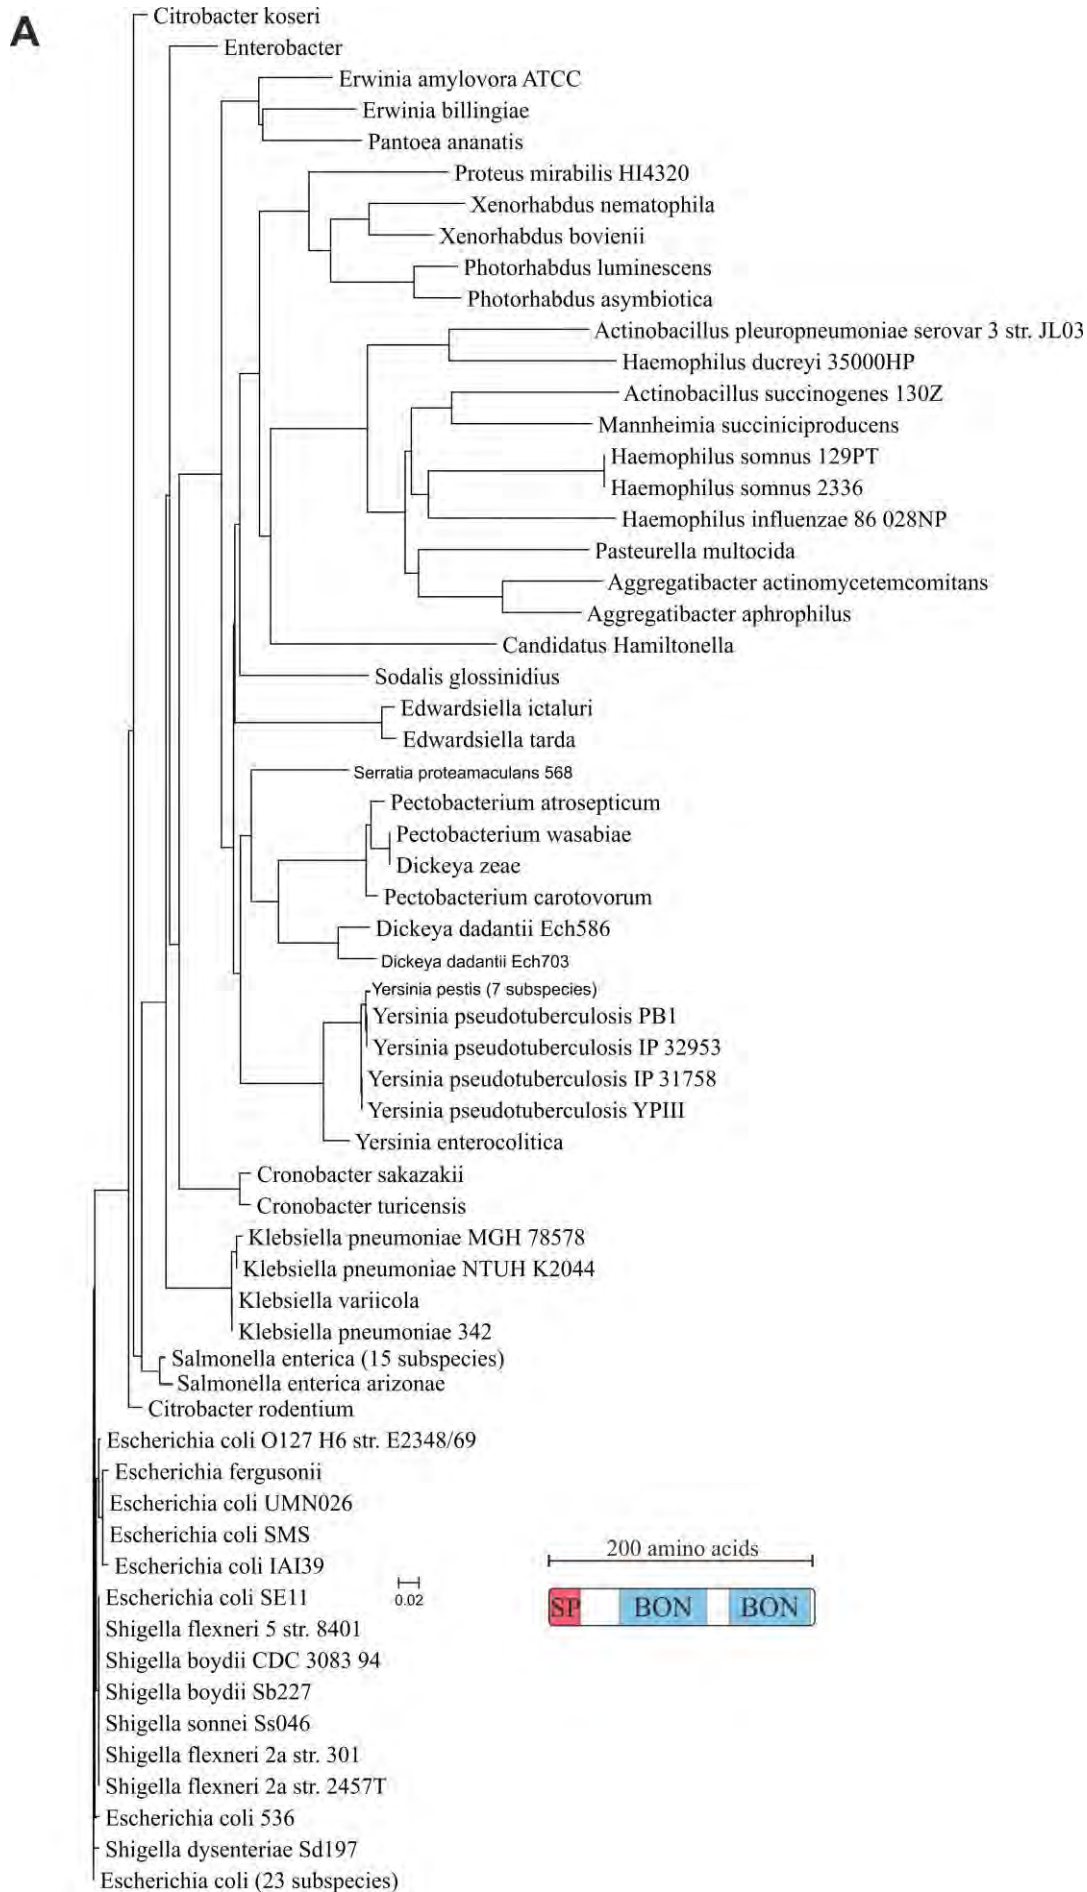 A
Citrobacter koseri
Enterobacter
Erwinia amylovora ATCC
Erwinia billingiae
Pantoea ananatis
Proteus mirabilis HI4320
Xenorhabdus nematophila
Xenorhabdus bovienii
Photorhabdus luminescens
Photorhabdus asymbiotica
Actinobacillus pleuropneumoniae serovar 3 str. JL03
Haemophilus ducreyi 35000HP
Actinobacillus succinogenes 130Z
Mannheimia succiniciproducens
Haemophilus somnus 129PT
Haemophilus somnus 2336
Haemophilus influenzae 86 028NP
Pasteurella multocida
Aggregatibacter actinomycetemcomitans
Aggregatibacter aphrophilus
Candidatus Hamiltonella
Sodalis glossinidius
Edwardsiella ictaluri
Edwardsiella tarda
Serratia proteamaculans 568
Pectobacterium atrosepticum
Pectobacterium wasabiae
Dickeya zeae
Pectobacterium carotovorum
Dickeya dadantii Ech586
Dickeya dadantii Ech703
Yersinia pestis (7 subspecies)
Yersinia pseudotuberculosis PB1
Yersinia pseudotuberculosis IP 32953
Yersinia pseudotuberculosis IP 31758
Yersinia pseudotuberculosis YPIII
Yersinia enterocolitica
Cronobacter sakazakii
Cronobacter turicensis
Klebsiella pneumoniae MGH 78578
Klebsiella pneumoniae NTUH K2044
Klebsiella variicola
Klebsiella pneumoniae 342
Salmonella enterica (15 subspecies)
Salmonella enterica arizonae
Citrobacter rodentium
Escherichia coli O127 H6 str. E2348/69
Escherichia fergusonii
Escherichia coli UMN026
Escherichia coli SMS
Escherichia coli IAI39
Escherichia coli SE11
Shigella flexneri 5 str. 8401
Shigella boydii CDC 3083 94
Shigella boydii Sb227
Shigella sonnei Ss046
Shigella flexneri 2a str. 301
Shigella flexneri 2a str. 2457T
Escherichia coli 536
Shigella dysenteriae Sd197
Escherichia coli (23 subspecies)
0.02
200 amino acids
SP BON BON